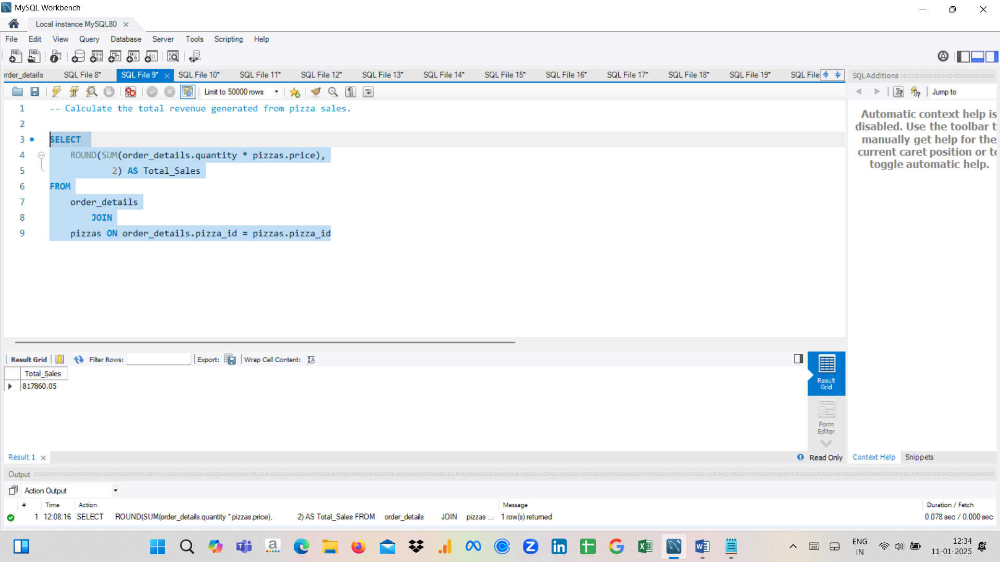 MySQL Workbench
Local instance MySQL80
File Edit View Query Database Server Tools Scripting Help
order_details SQL File 8* SQL File 9* SQL File 10* SQL File 11* SQL File 12* SQL File 13* SQL File 14* SQL File 15* SQL File 16* SQL File 17* SQL File 18* SQL File 19* SQL File
SQLAdditions
Limit to 50000 rows
Jump to
1 -- Calculate the total revenue generated from pizza sales.
2
3 SELECT
4 ROUND(SUM(order_details.quantity * pizzas.price),
5 2) AS Total_Sales
6 FROM
7 order_details
8 JOIN
9 pizzas ON order_details.pizza_id = pizzas.pizza_id
Automatic context help is
disabled. Use the toolbar t
manually get help for the
current caret position or to
toggle automatic help.
Result Grid Filter Rows: Export: Wrap Cell Content:
Total_Sales
817860.05
Result
Grid
Form
Editor
Result 1
Read Only
Context Help Snippets
Output
Action Output
# Time Action Message Duration / Fetch
1 12:08:16 SELECT ROUND(SUM(order_details.quantity * pizzas.price), 2) AS Total_Sales FROM order_details JOIN pizzas ... 1 row(s) returned 0.078 sec / 0.000 sec
ENG
IN
12:34
11-01-2025